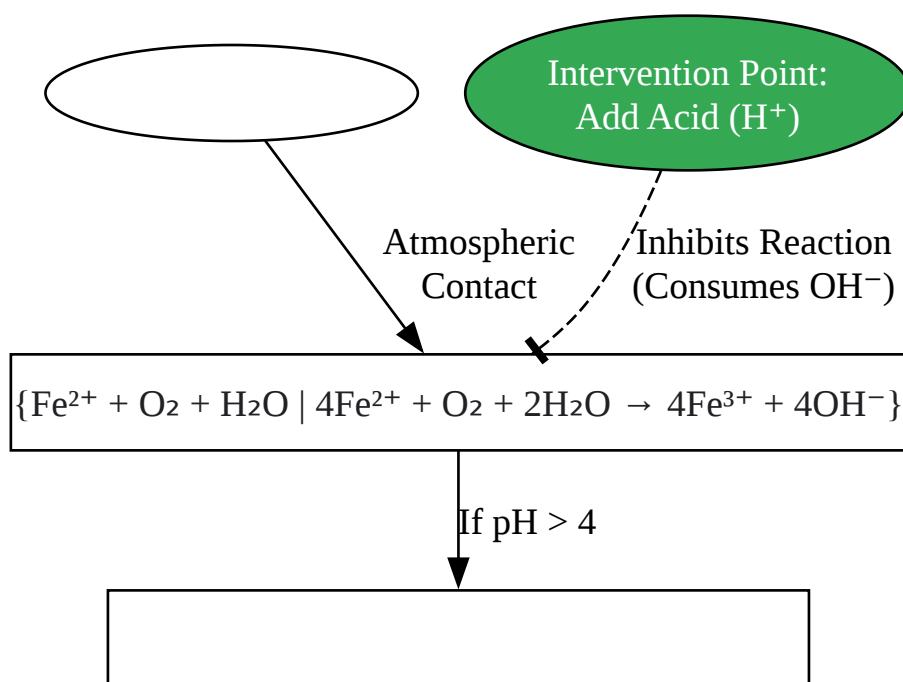 Intervention Point:
Add Acid (H⁺)
Atmospheric
Contact
Inhibits Reaction
(Consumes OH⁻)
{Fe²⁺ + O₂ + H₂O | 4Fe²⁺ + O₂ + 2H₂O → 4Fe³⁺ + 4OH⁻}
If pH > 4